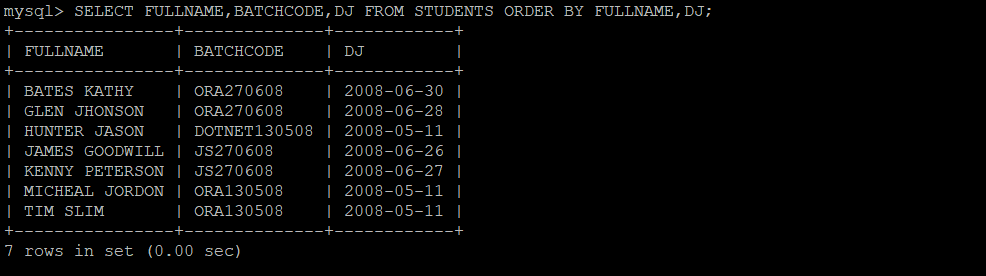 mysql> SELECT FULLNAME,BATCHCODE,DJ FROM STUDENTS ORDER BY FULLNAME,DJ;
+----------------+--------------+------------+
| FULLNAME       | BATCHCODE    | DJ         |
+----------------+--------------+------------+
| BATES KATHY    | ORA270608    | 2008-06-30 |
| GLEN JHONSON   | ORA270608    | 2008-06-28 |
| HUNTER JASON   | DOTNET130508 | 2008-05-11 |
| JAMES GOODWILL | JS270608     | 2008-06-26 |
| KENNY PETERSON | JS270608     | 2008-06-27 |
| MICHEAL JORDON | ORA130508    | 2008-05-11 |
| TIM SLIM       | ORA130508    | 2008-05-11 |
+----------------+--------------+------------+
7 rows in set (0.00 sec)